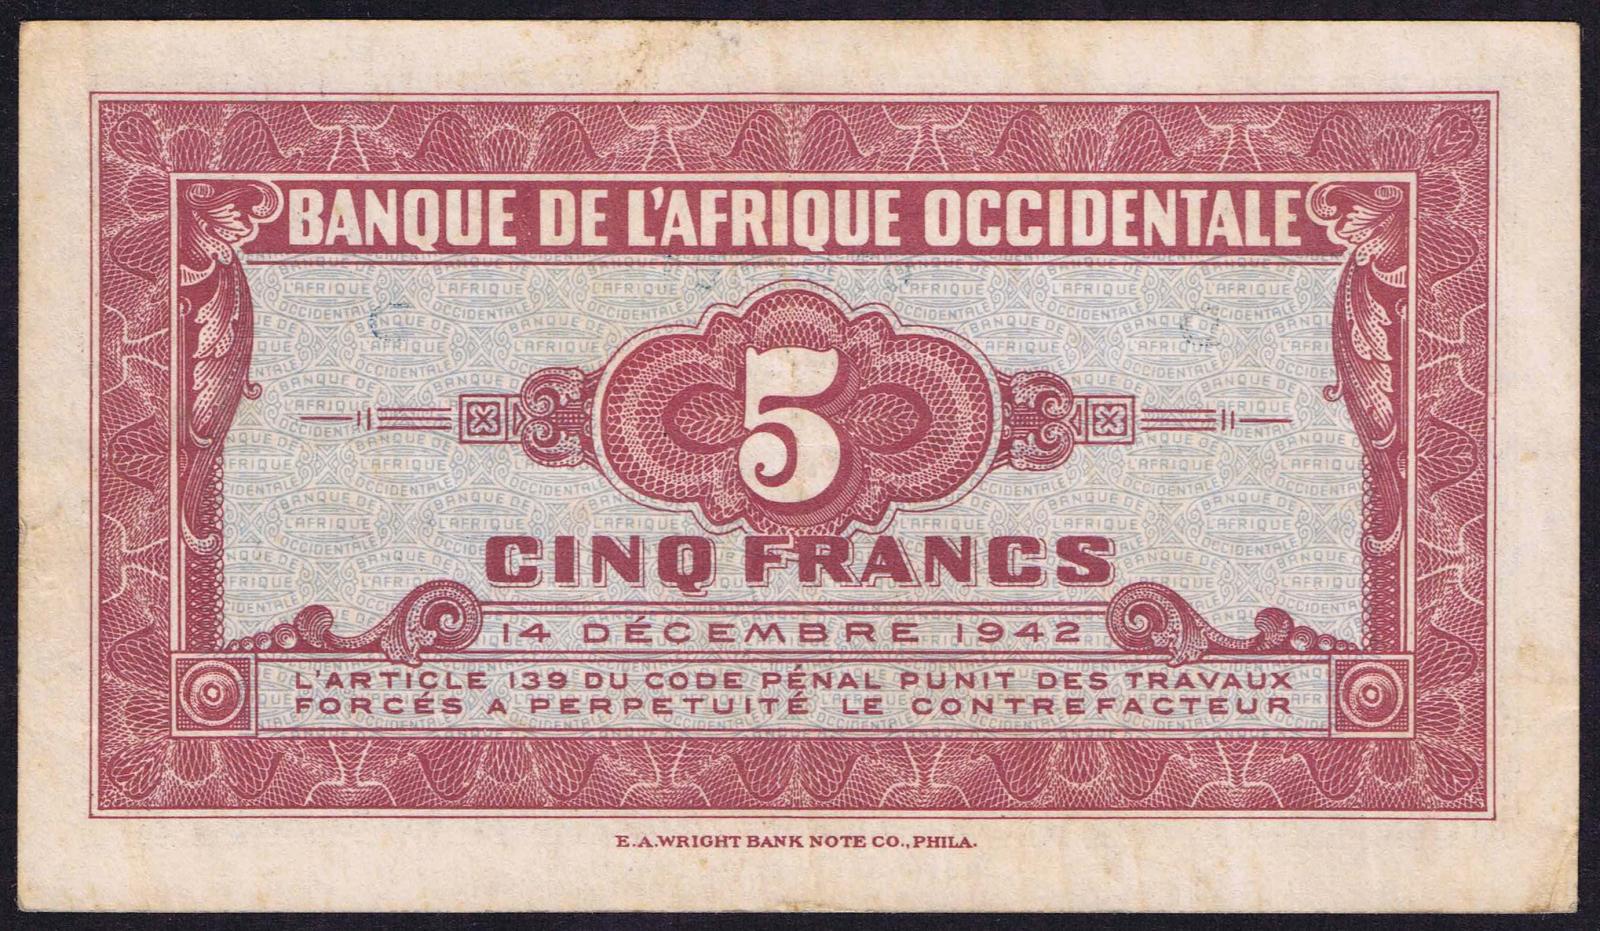 BANQUE DE L'AFRIQUE OCCIDENTALE
5
CINQ FRANCS
14 DÉCEMBRE 1942
L'ARTICLE 139 DU CODE PÉNAL PUNIT DES TRAVAUX
FORCÉS A PERPETUITÉ LE CONTREFACTEUR
E.A.WRIGHT BANK NOTE CO., PHILA.